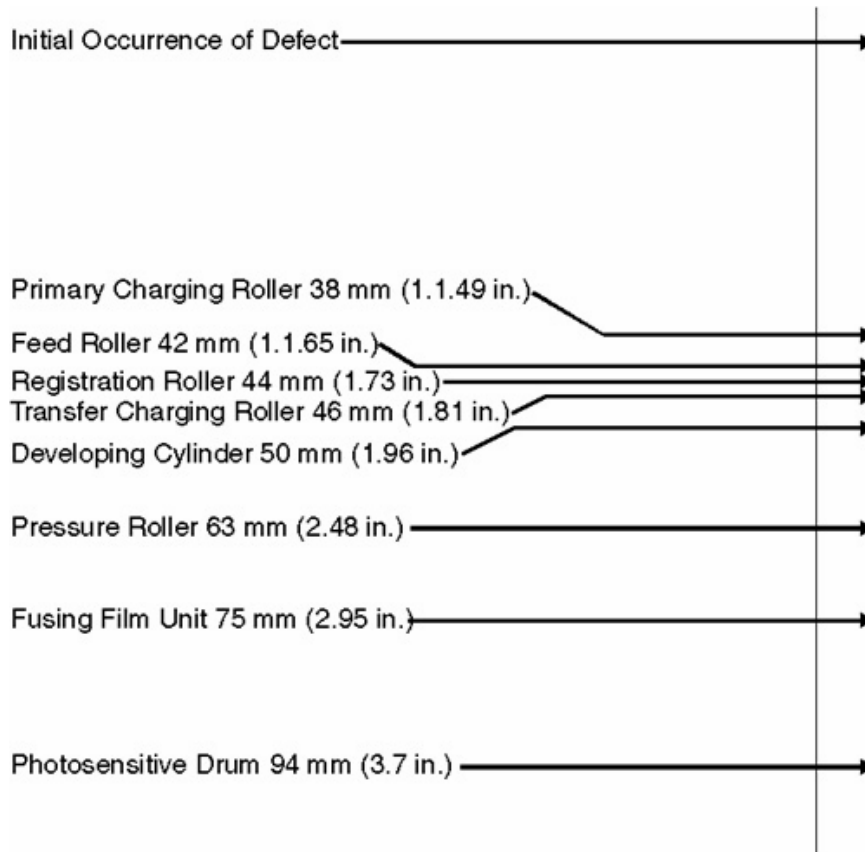 Initial Occurrence of Defect
Primary Charging Roller 38 mm (1.1.49 in.)
Feed Roller 42 mm (1.1.65 in.)
Registration Roller 44 mm (1.73 in.)
Transfer Charging Roller 46 mm (1.81 in.)
Developing Cylinder 50 mm (1.96 in.)
Pressure Roller 63 mm (2.48 in.)
Fusing Film Unit 75 mm (2.95 in.)
Photosensitive Drum 94 mm (3.7 in.)